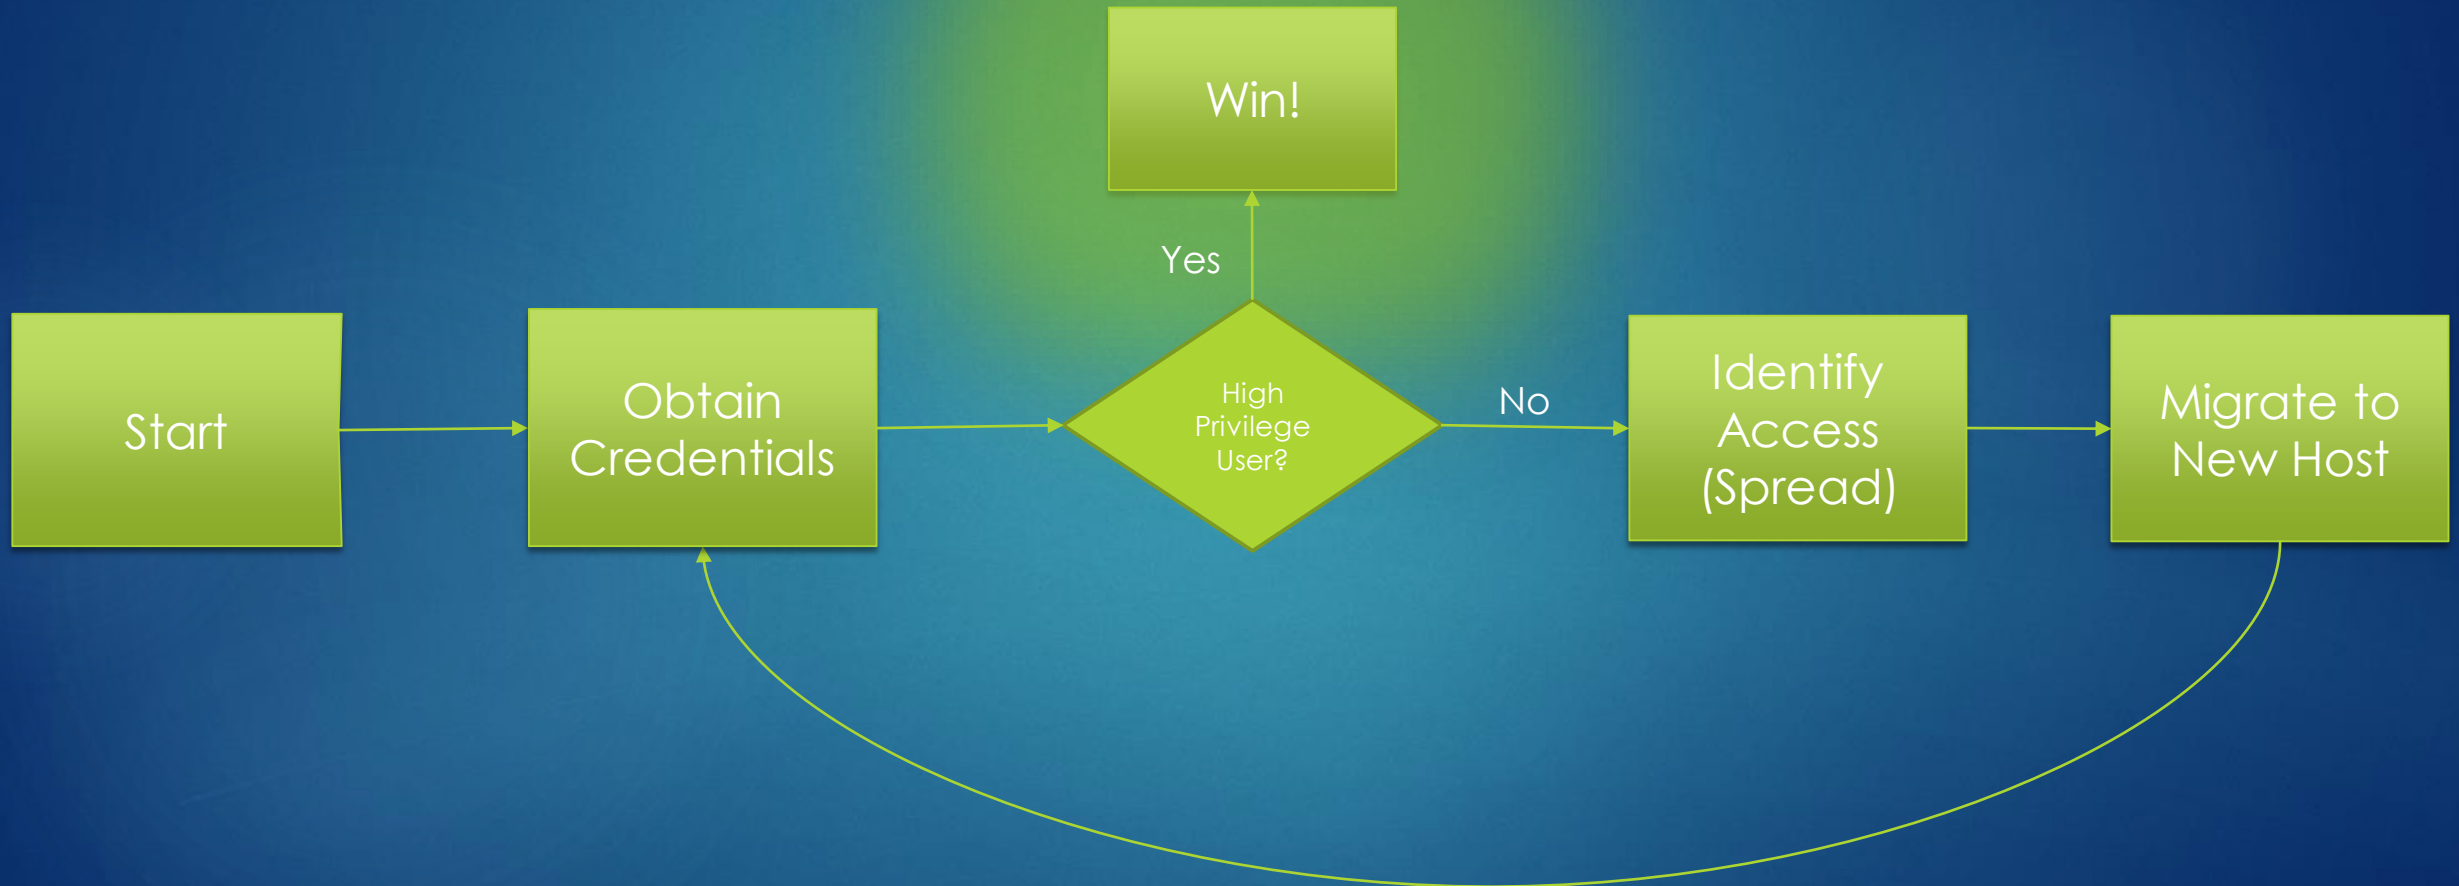 Win!
Yes
Start
Obtain
Credentials
High
Privilege
User?
No
Identify
Access
(Spread)
Migrate to
New Host